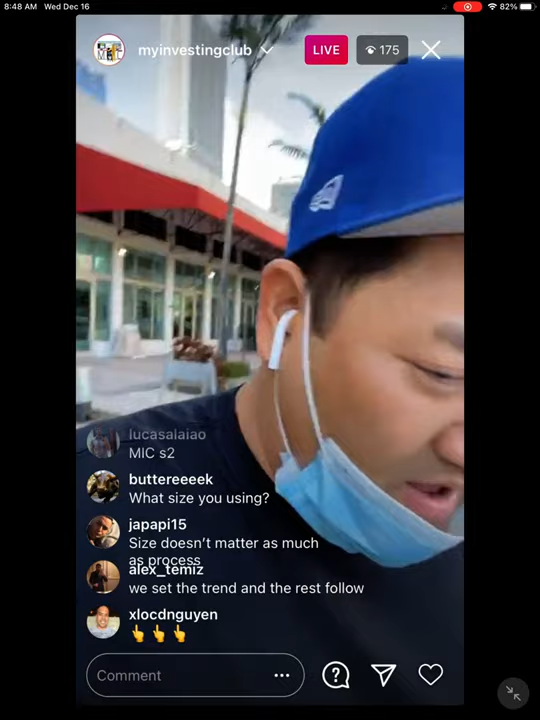 8:48 AM Wed Dec 16
82%
myinvestingclub
LIVE
175
lucasalaiao
MIC s2
buttereeeek
What size you using?
japapi15
Size doesn’t matter as much
as process
alex_temiz
we set the trend and the rest follow
xlocdnguyen
👆👆👆
Comment